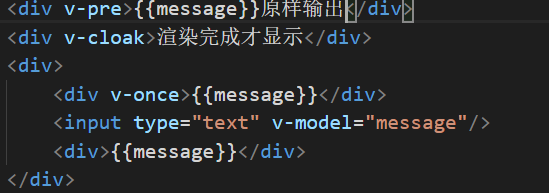 <div v-pre>{{message}}原样输出</div>
<div v-cloak>渲染完成才显示</div>
<div>
    <div v-once>{{message}}</div>
    <input type="text" v-model="message"/>
    <div>{{message}}</div>
</div>